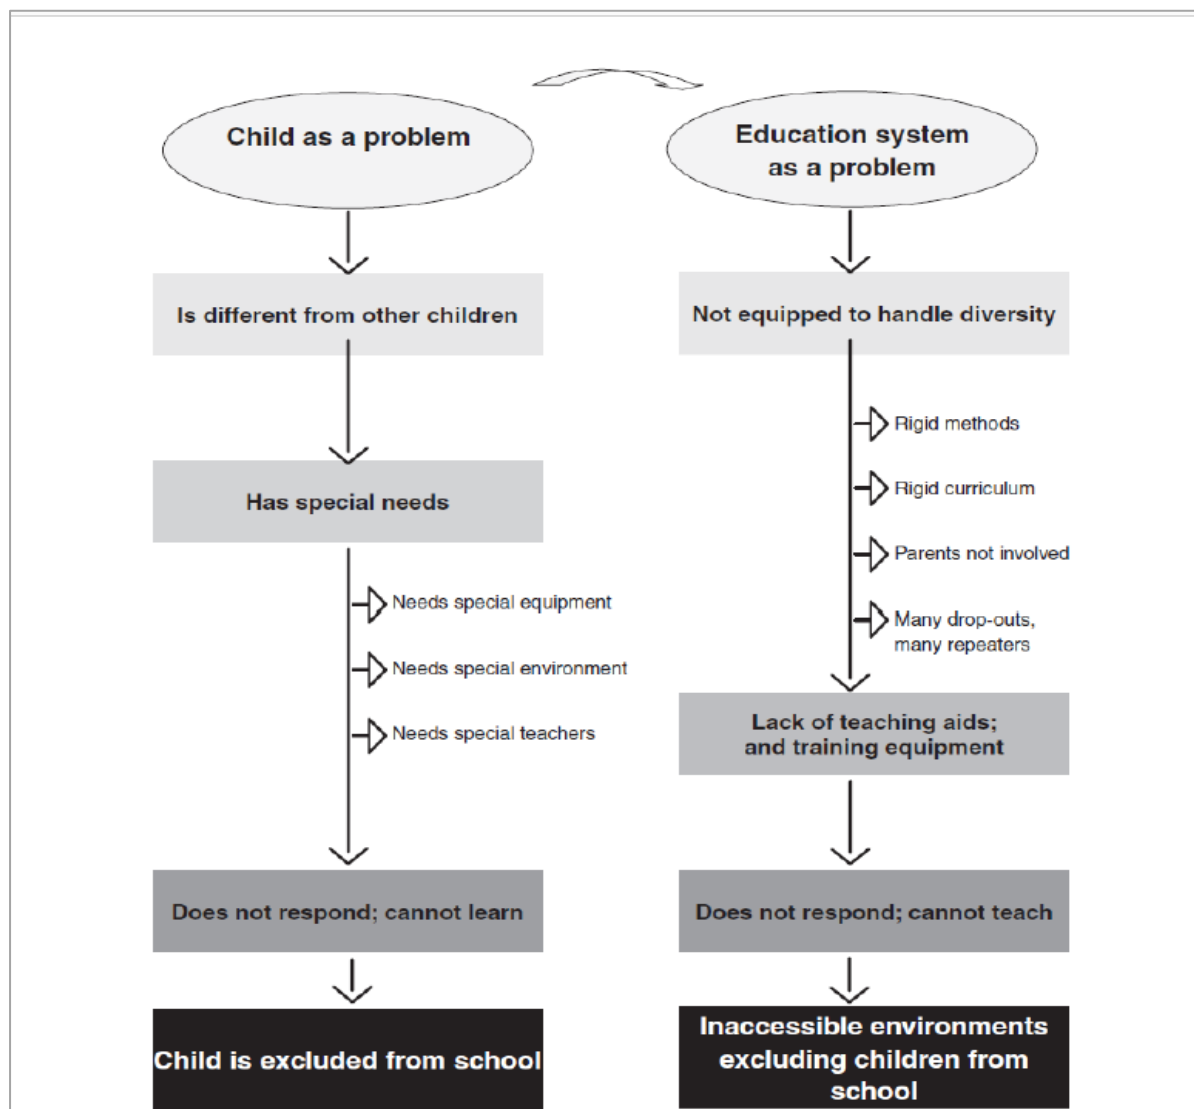 Child as a problem
Is different from other children
Has special needs
Needs special equipment
Needs special environment
Needs special teachers
Does not respond; cannot learn
Child is excluded from school
Education system
as a problem
Not equipped to handle diversity
Rigid methods
Rigid curriculum
Parents not involved
Many drop-outs,
many repeaters
Lack of teaching aids;
and training equipment
Does not respond; cannot teach
Inaccessible environments
excluding children from
school